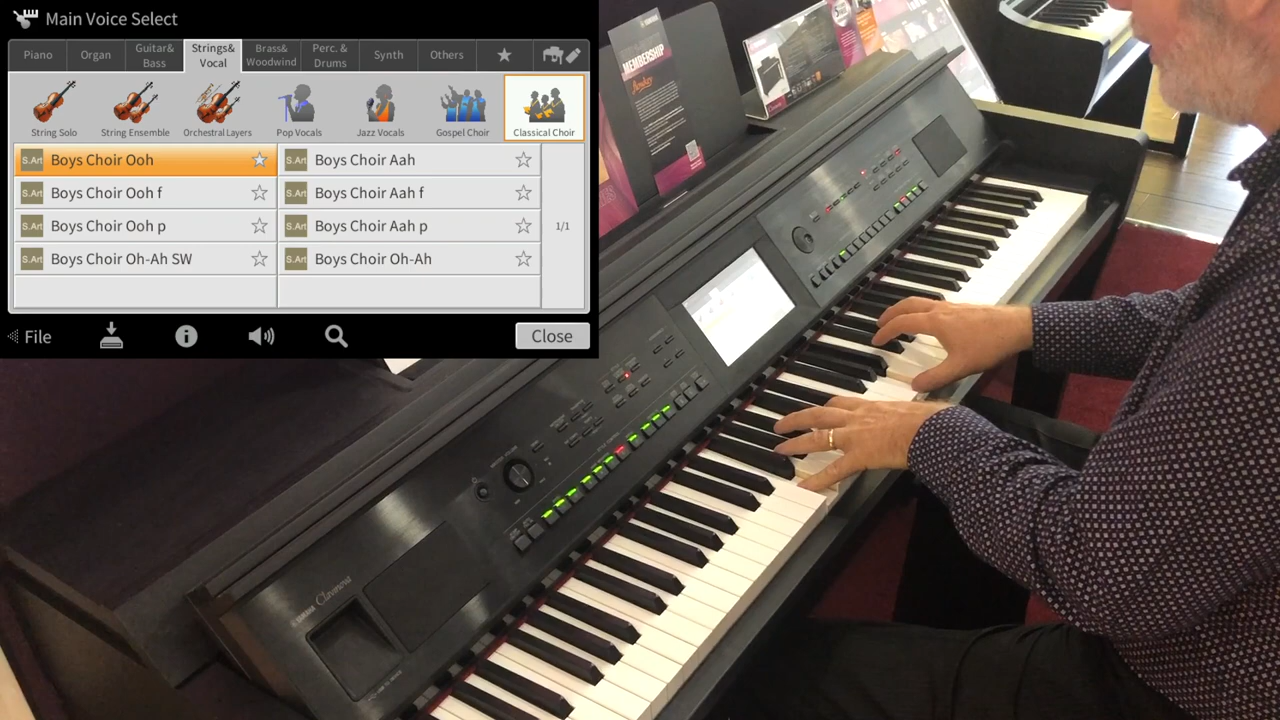 Main Voice Select
Piano
Organ
Guitar&
Bass
Strings&
Vocal
Brass&
Woodwind
Perc. &
Drums
Synth
Others
String Solo
String Ensemble
Orchestral Layers
Pop Vocals
Jazz Vocals
Gospel Choir
Classical Choir
S.Art Boys Choir Ooh
S.Art Boys Choir Aah
S.Art Boys Choir Ooh f
S.Art Boys Choir Aah f
S.Art Boys Choir Ooh p
S.Art Boys Choir Aah p
1/1
S.Art Boys Choir Oh-Ah SW
S.Art Boys Choir Oh-Ah
File
Close
MEMBERSHIP
YAMAHA Clavinova